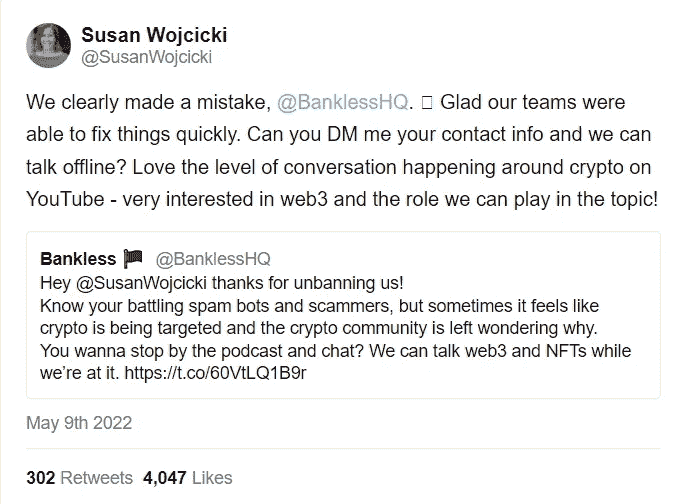 Susan Wojcicki
@SusanWojcicki
We clearly made a mistake, @BanklessHQ. Glad our teams were
able to fix things quickly. Can you DM me your contact info and we can
talk offline? Love the level of conversation happening around crypto on
YouTube - very interested in web3 and the role we can play in the topic!
Bankless 🏴 @BanklessHQ
Hey @SusanWojcicki thanks for unbanning us!
Know your battling spam bots and scammers, but sometimes it feels like
crypto is being targeted and the crypto community is left wondering why.
You wanna stop by the podcast and chat? We can talk web3 and NFTs while
we’re at it. https://t.co/60VtLQ1B9r
May 9th 2022
302 Retweets 4,047 Likes